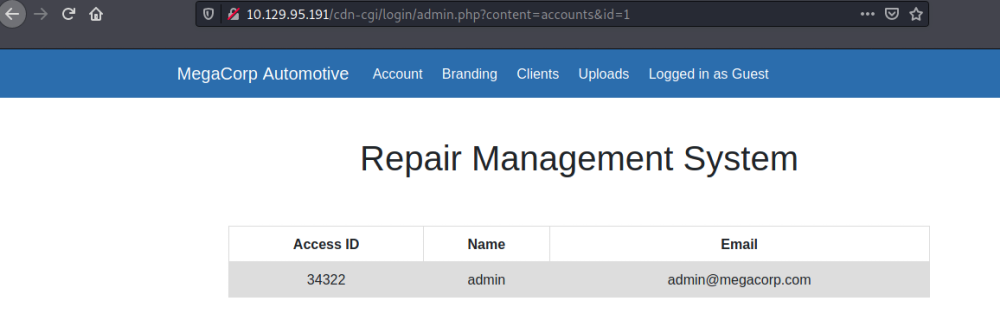 10.129.95.191/cdn-cgi/login/admin.php?content=accounts&id=1
MegaCorp Automotive Account Branding Clients Uploads Logged in as Guest
Repair Management System
Access ID Name Email
34322 admin admin@megacorp.com